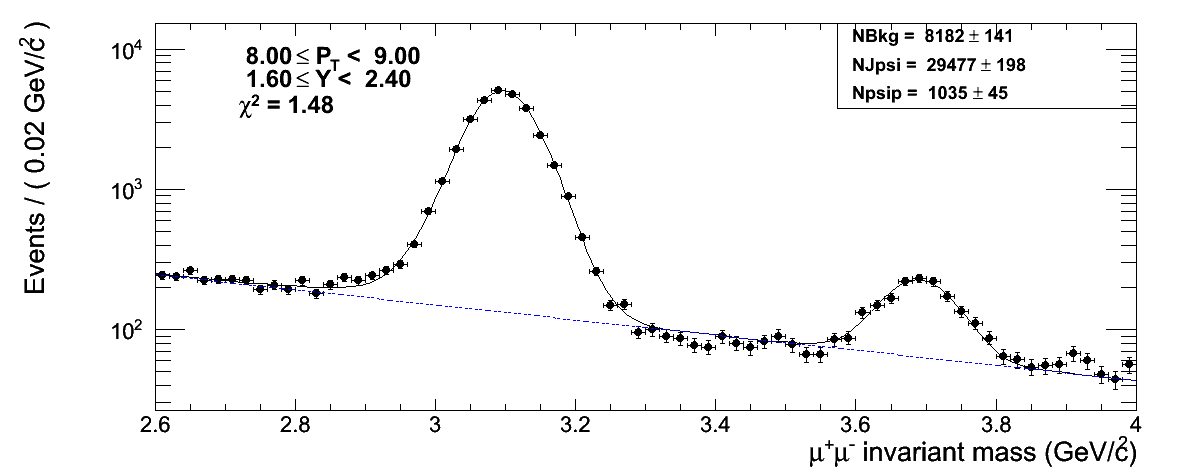 Events / ( 0.02 GeV/c²)
10⁴
10³
10²
8.00 ≤ P_T < 9.00
1.60 ≤ Y < 2.40
χ² = 1.48
NBkg = 8182 ± 141
NJpsi = 29477 ± 198
Npsip = 1035 ± 45
2.6 2.8 3 3.2 3.4 3.6 3.8 4
μ⁺μ⁻ invariant mass (GeV/c²)